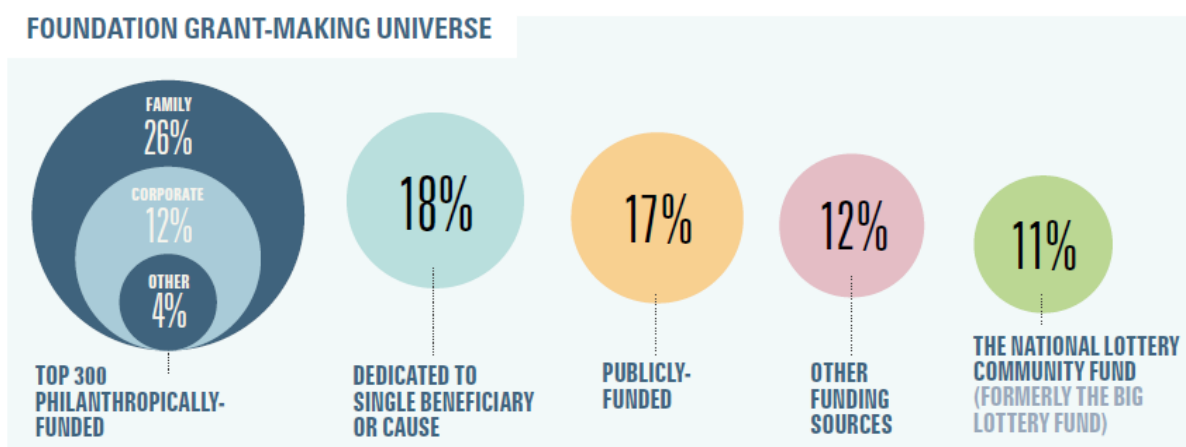 FOUNDATION GRANT-MAKING UNIVERSE
FAMILY
26%
CORPORATE
12%
OTHER
4%
TOP 300
PHILANTHROPICALLY-
FUNDED
18%
DEDICATED TO
SINGLE BENEFICIARY
OR CAUSE
17%
PUBLICLY-
FUNDED
12%
OTHER
FUNDING
SOURCES
11%
THE NATIONAL LOTTERY
COMMUNITY FUND
(FORMERLY THE BIG
LOTTERY FUND)